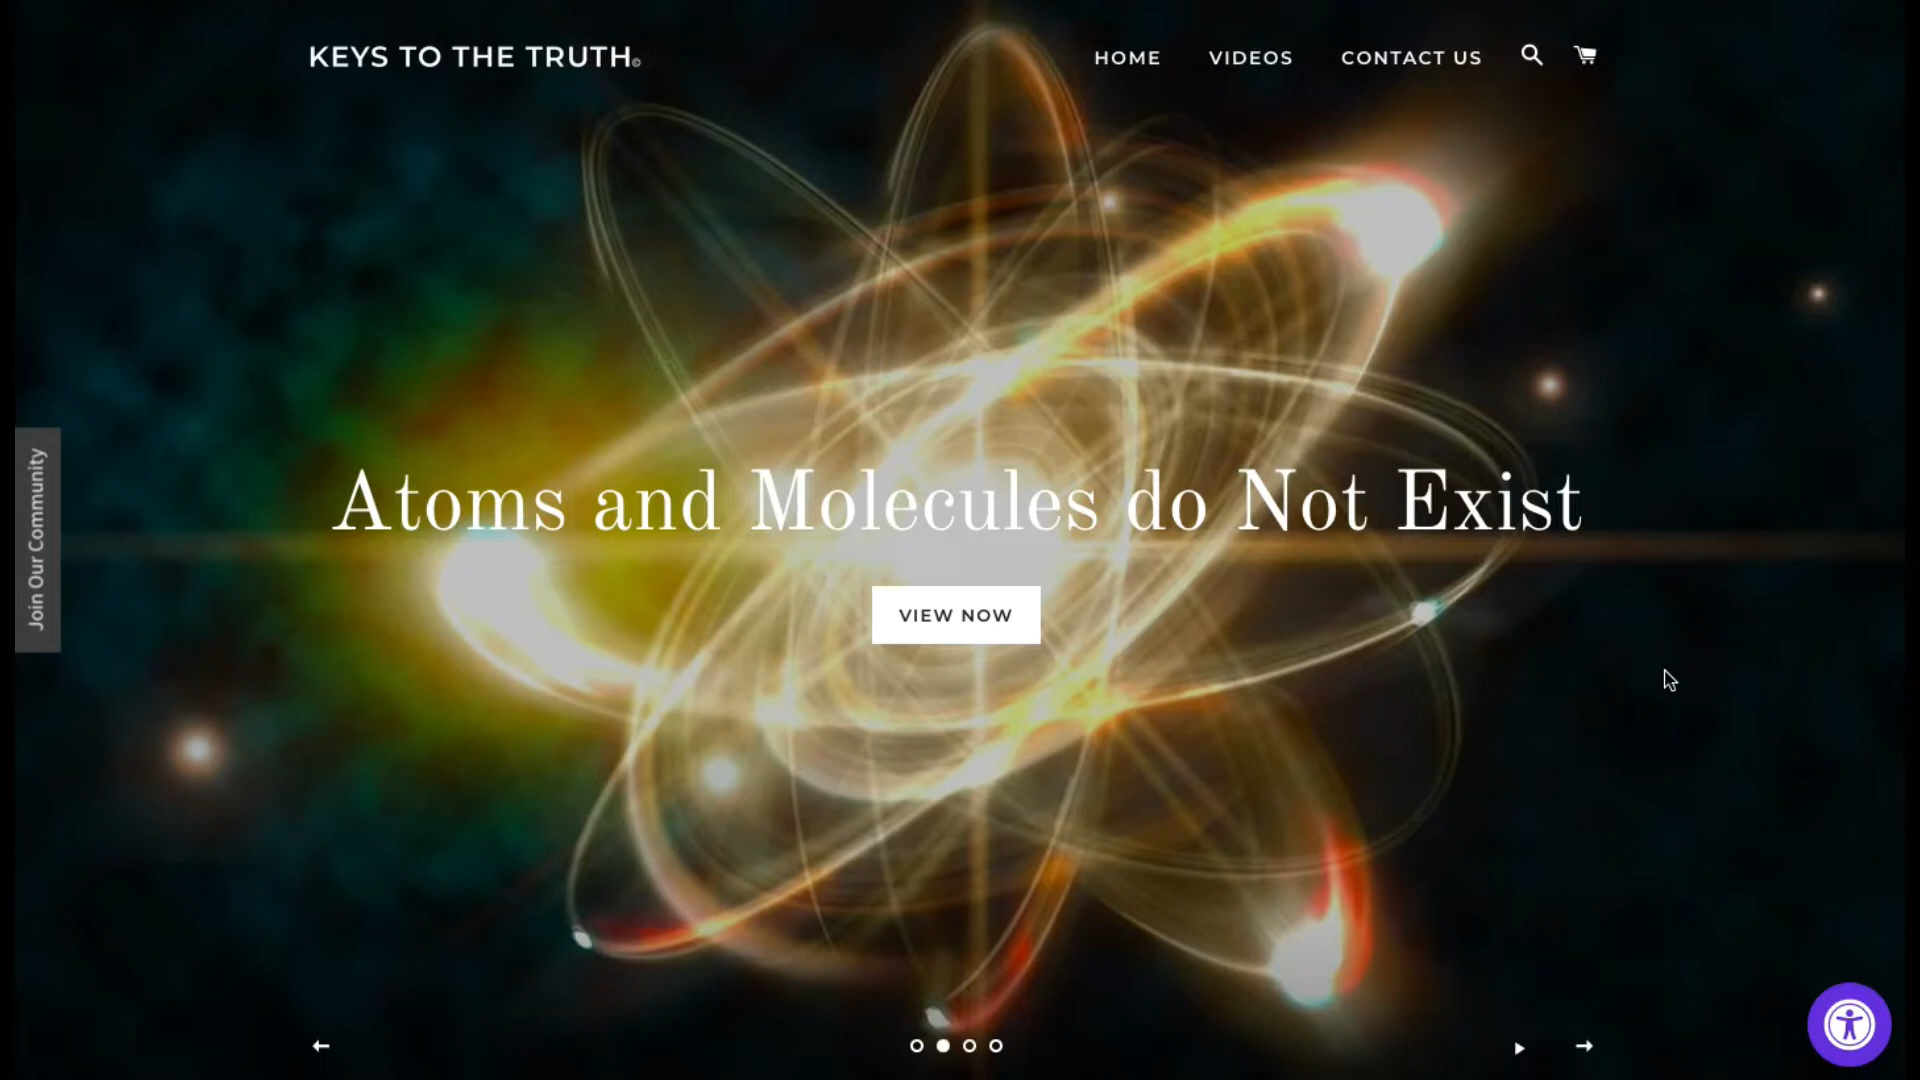 KEYS TO THE TRUTH©
HOME VIDEOS CONTACT US
Join Our Community
Atoms and Molecules do Not Exist
VIEW NOW